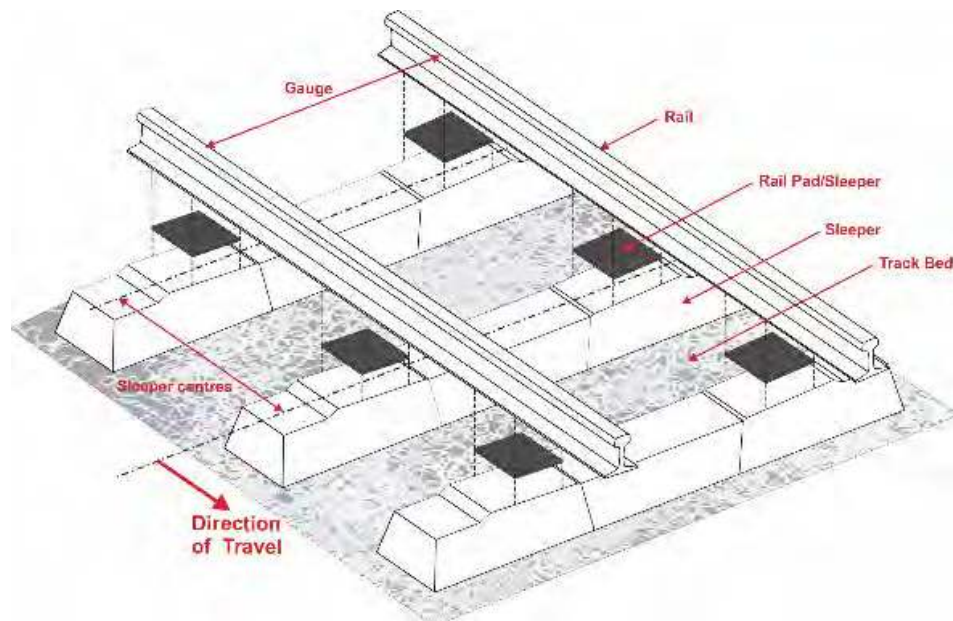 Gauge
Rail
Rail Pad/Sleeper
Sleeper
Track Bed
Sleeper centres
Direction
of Travel